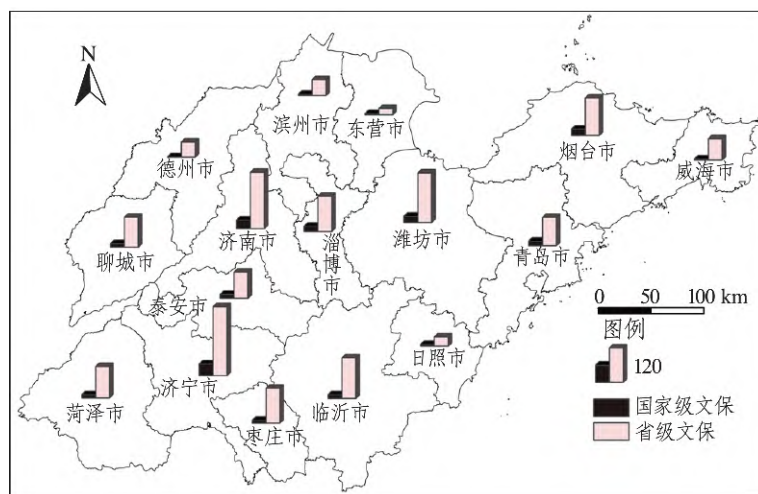 N
滨州市
东营市
烟台市
威海市
德州市
济南市
淄博市
潍坊市
青岛市
聊城市
泰安市
0 50 100 km
图例
120
国家级文保
省级文保
日照市
济宁市
菏泽市
枣庄市
临沂市